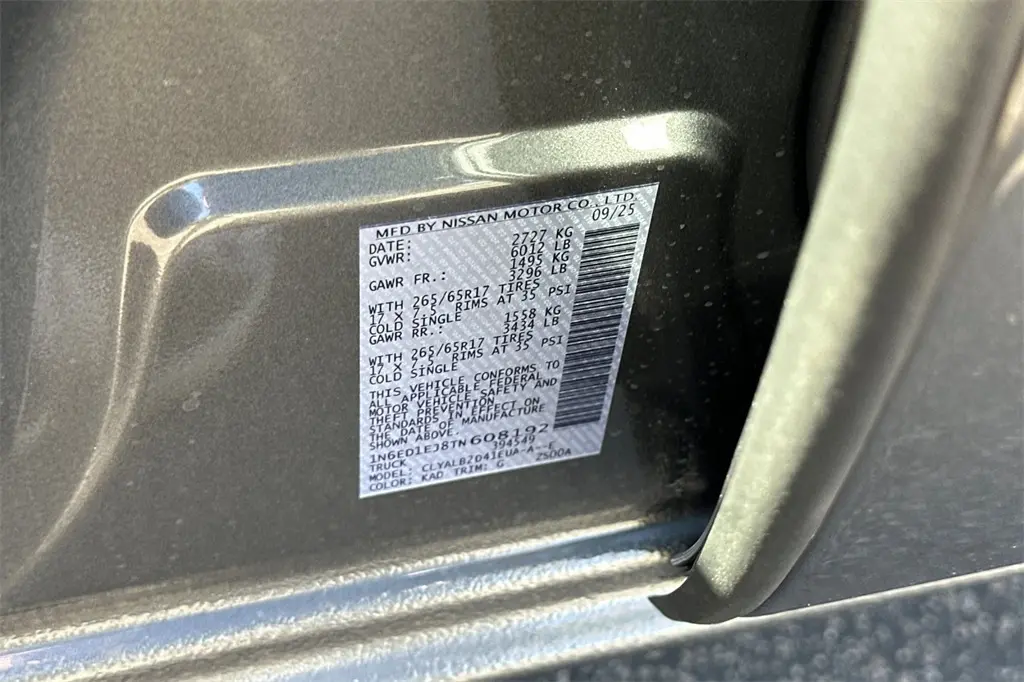 MFD BY NISSAN MOTOR CO., LTD.
DATE: 09/25
GVWR: 2727 KG
6012 LB
GAWR FR.: 1495 KG
3296 LB
WITH 265/65R17 TIRES
17 X 7.5 RIMS AT 35 PSI
COLD SINGLE
GAWR RR.: 1558 KG
3434 LB
WITH 265/65R17 TIRES
17 X 7.5 RIMS AT 35 PSI
COLD SINGLE
THIS VEHICLE CONFORMS TO
ALL APPLICABLE FEDERAL
MOTOR VEHICLE SAFETY AND
THEFT PREVENTION
STANDARDS IN EFFECT ON
THE DATE OF MANUFACTURE
SHOWN ABOVE.
1N6ED1EJ8TN608192
TRUCK 394549
MODEL: CLYALBZD41EUA-A--E
COLOR: KAD TRIM: G ZS00A